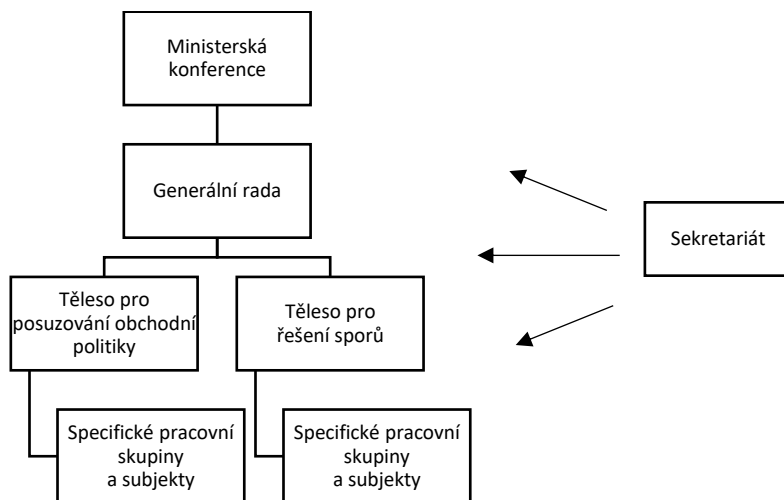 Ministerská
konference
Generální rada
Sekretariát
Těleso pro
posuzování obchodní
politiky
Těleso pro
řešení sporů
Specifické pracovní
skupiny
a subjekty
Specifické pracovní
skupiny
a subjekty